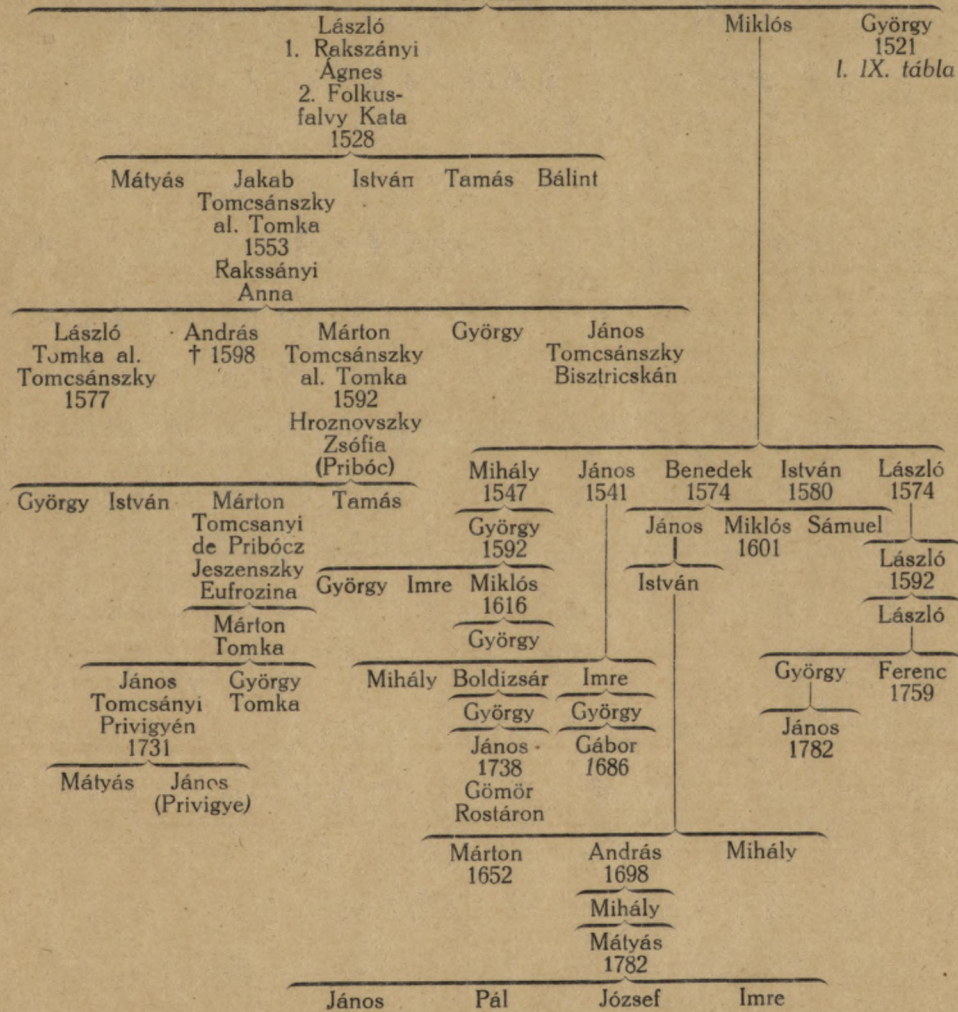 László
1. Rakszányi
Ágnes
2. Folkus-
falvy Kata
1528
Miklós
György
1521
l. IX. tábla
Mátyás Jakab István Tamás Bálint
Tomcsánszky
al. Tomka
1553
Rakssányi
Anna
László
Tomka al.
Tomcsánszky
1577
András
† 1598
Márton
Tomcsánszky
al. Tomka
1592
Hroznovszky
Zsófia
(Pribóc)
György
János
Tomcsánszky
Bisztricskán
György István Márton Tamás
Tomcsanyi
de Pribócz
Jeszenszky
Eufrozina
Márton
Tomka
János
Tomcsányi
Privigyén
1731
György
Tomka
Mátyás János
(Privigye)
Mihály János Benedek István László
1547 1541 1574 1580 1574
György
1592
György Imre Miklós
1616
György
János Miklós Sámuel
1601
István
László
1592
László
György Ferenc
1759
János
1782
Mihály Boldizsár Imre
György György
János Gábor
1738 1686
Gömör
Rostáron
Márton András Mihály
1652 1698
Mihály
Mátyás
1782
János Pál József Imre